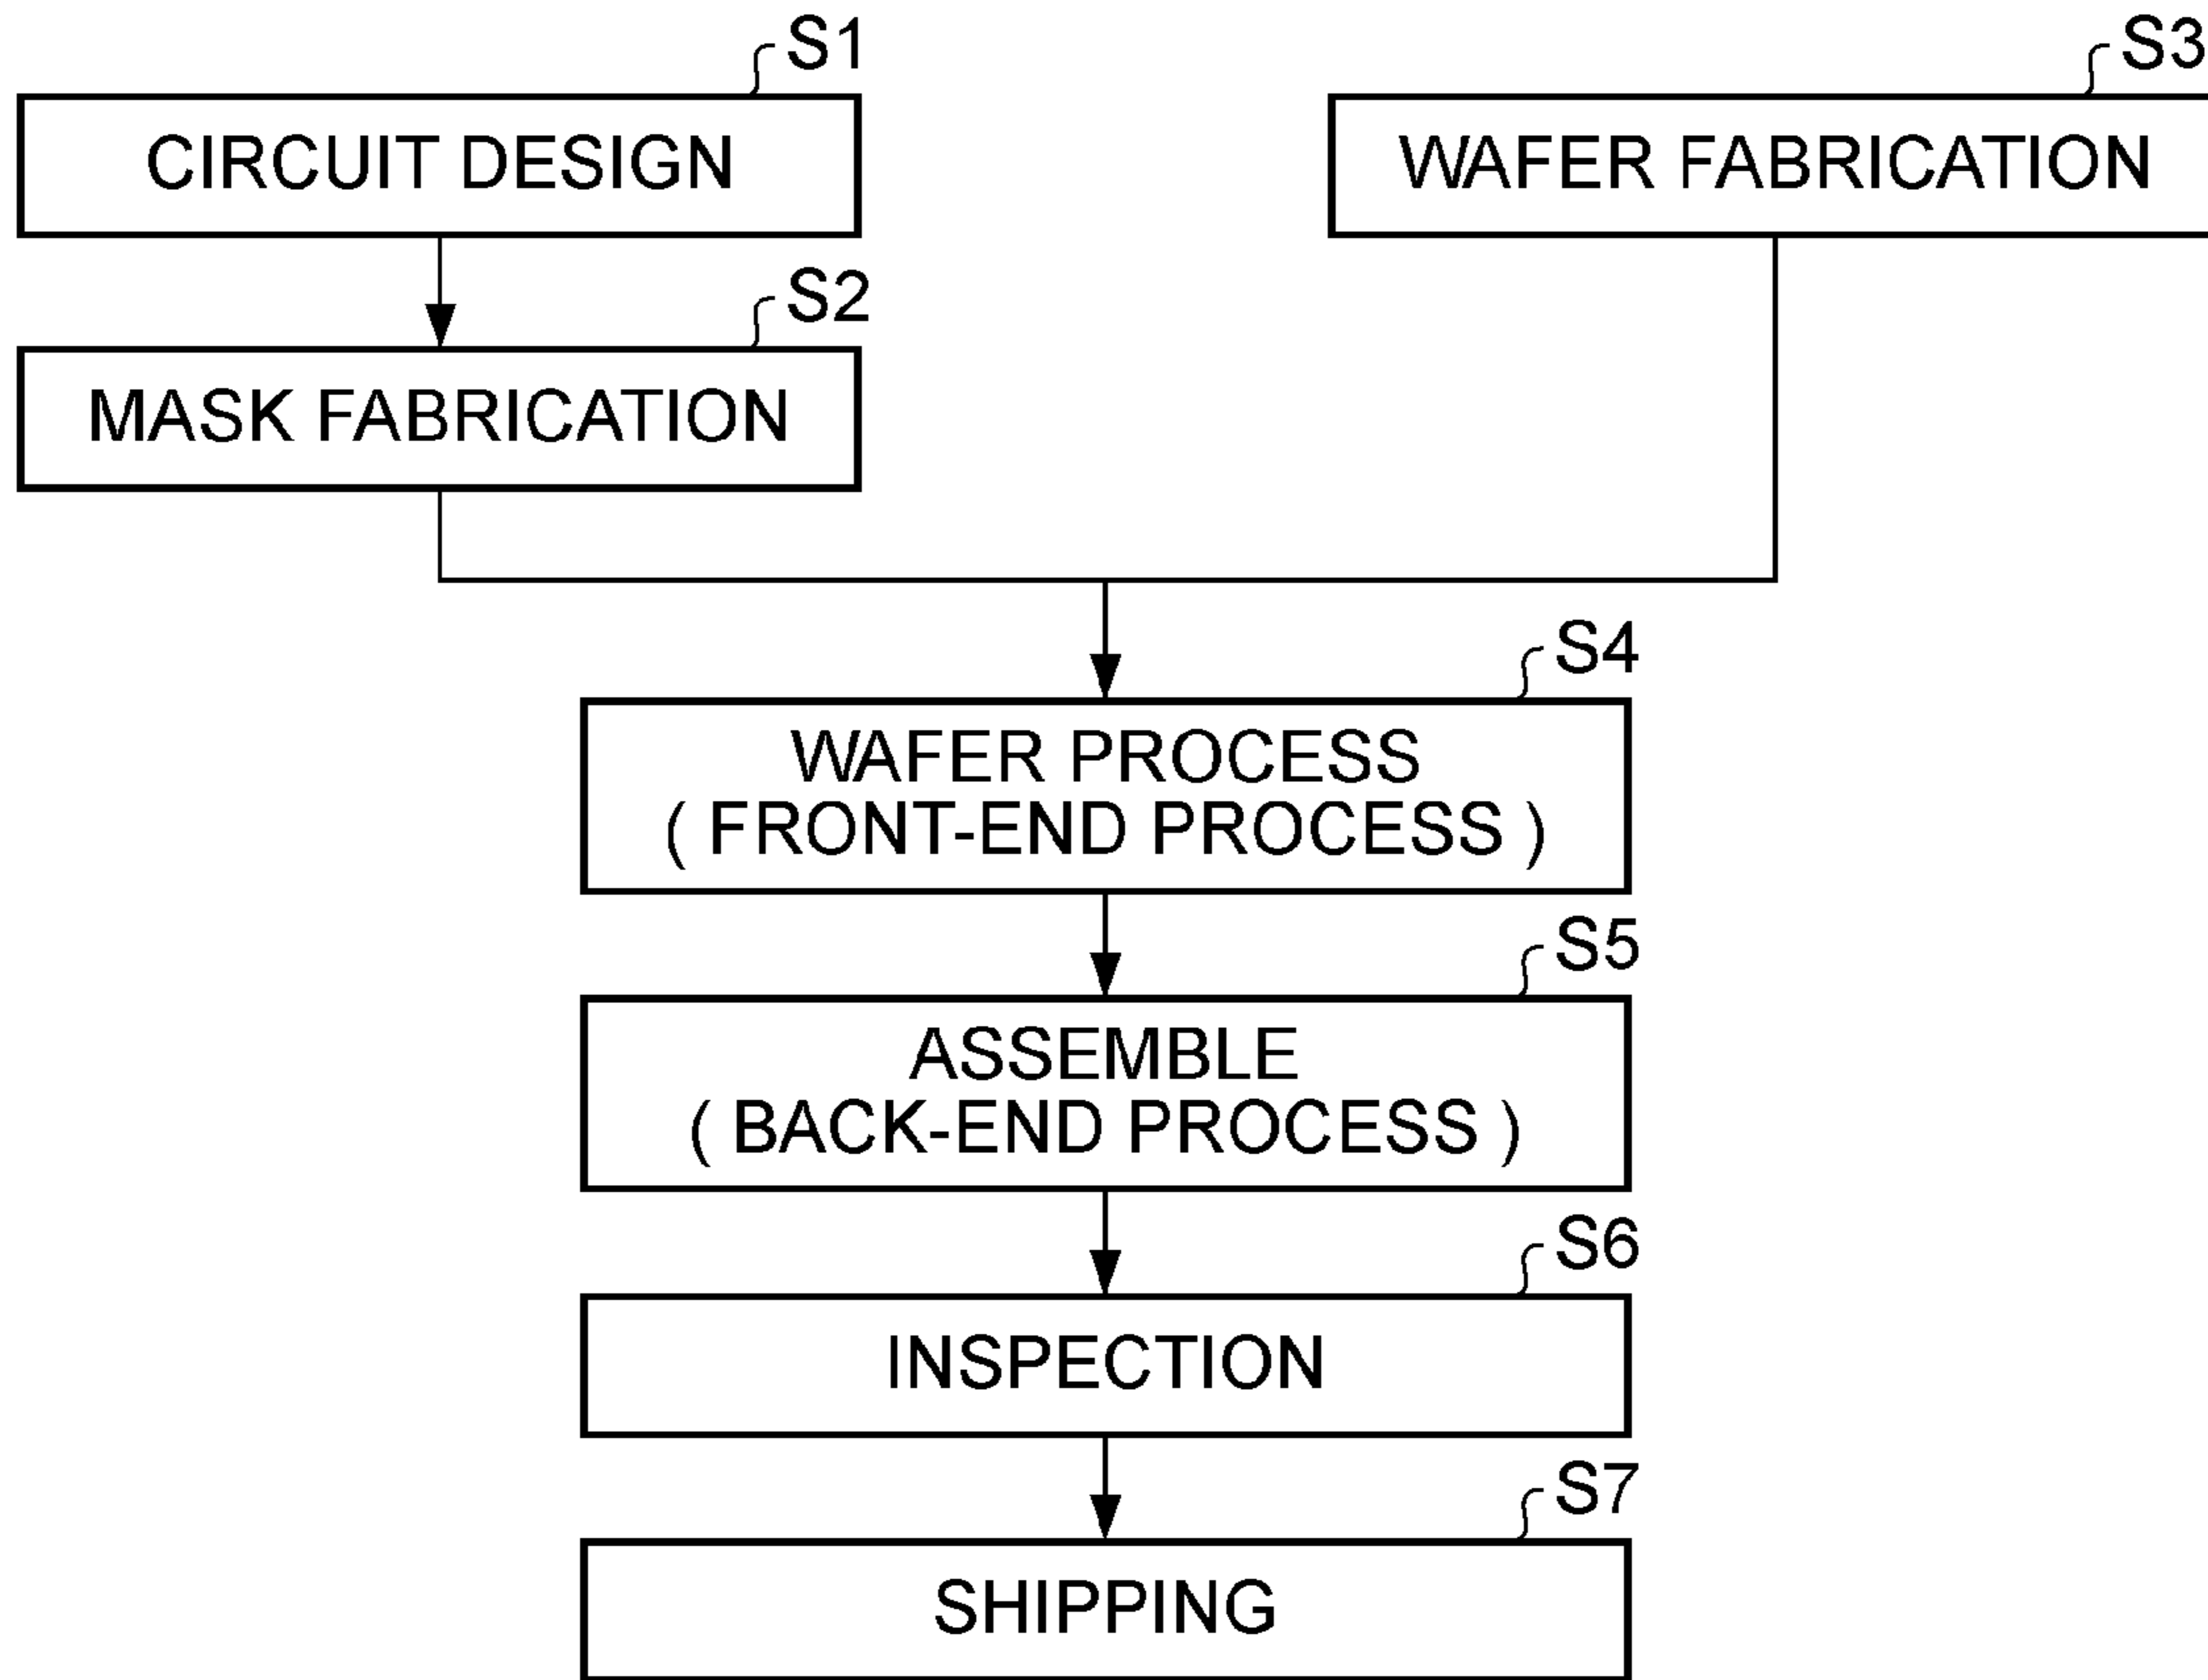 S1
CIRCUIT DESIGN
S3
WAFER FABRICATION
S2
MASK FABRICATION
S4
WAFER PROCESS
( FRONT-END PROCESS )
S5
ASSEMBLE
( BACK-END PROCESS )
S6
INSPECTION
S7
SHIPPING